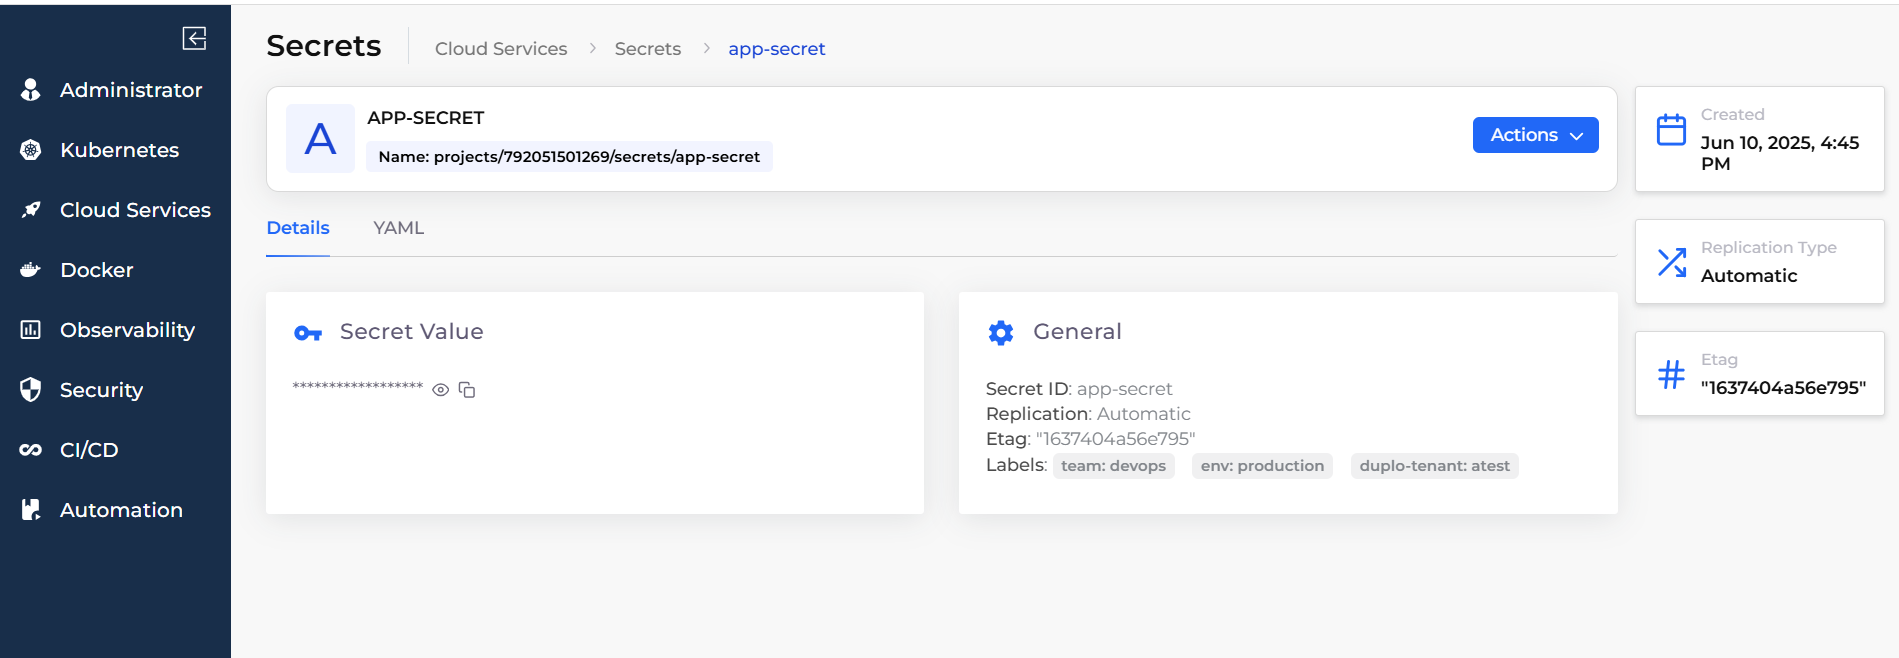 Administrator
Kubernetes
Cloud Services
Docker
Observability
Security
CI/CD
Automation
Secrets
Cloud Services > Secrets > app-secret
A
APP-SECRET
Name: projects/792051501269/secrets/app-secret
Actions
Details YAML
Secret Value
******************
General
Secret ID: app-secret
Replication: Automatic
Etag: "1637404a56e795"
Labels: team: devops env: production duplo-tenant: atest
Created
Jun 10, 2025, 4:45
PM
Replication Type
Automatic
Etag
"1637404a56e795"